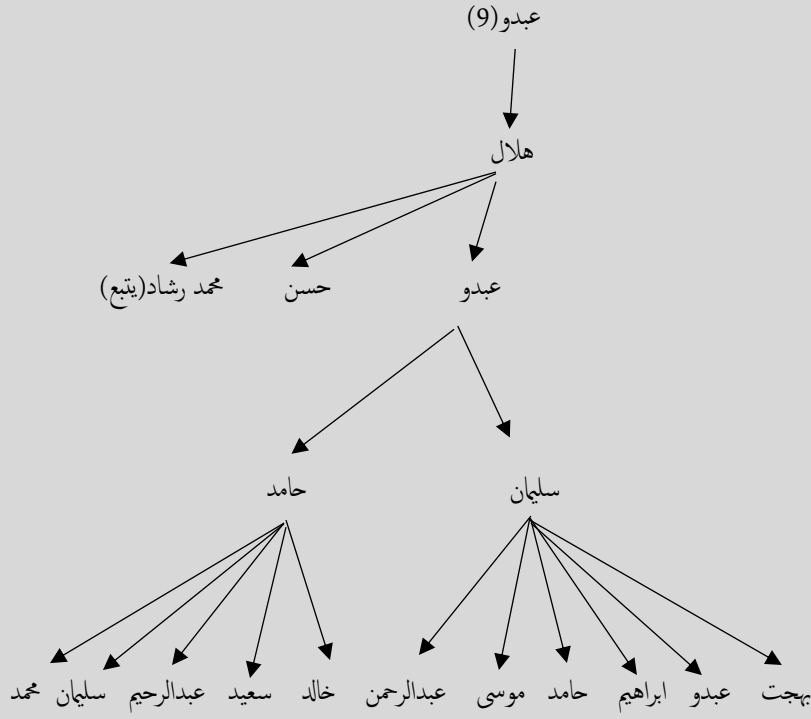 عبدو(9)
هلال
عبدو حسن محمد رشاد(يتبع)
سليمان حامد
بهجت عبدو ابراهيم حامد موسى عبدالرحمن خالد سعيد عبدالرحيم سليمان محمد